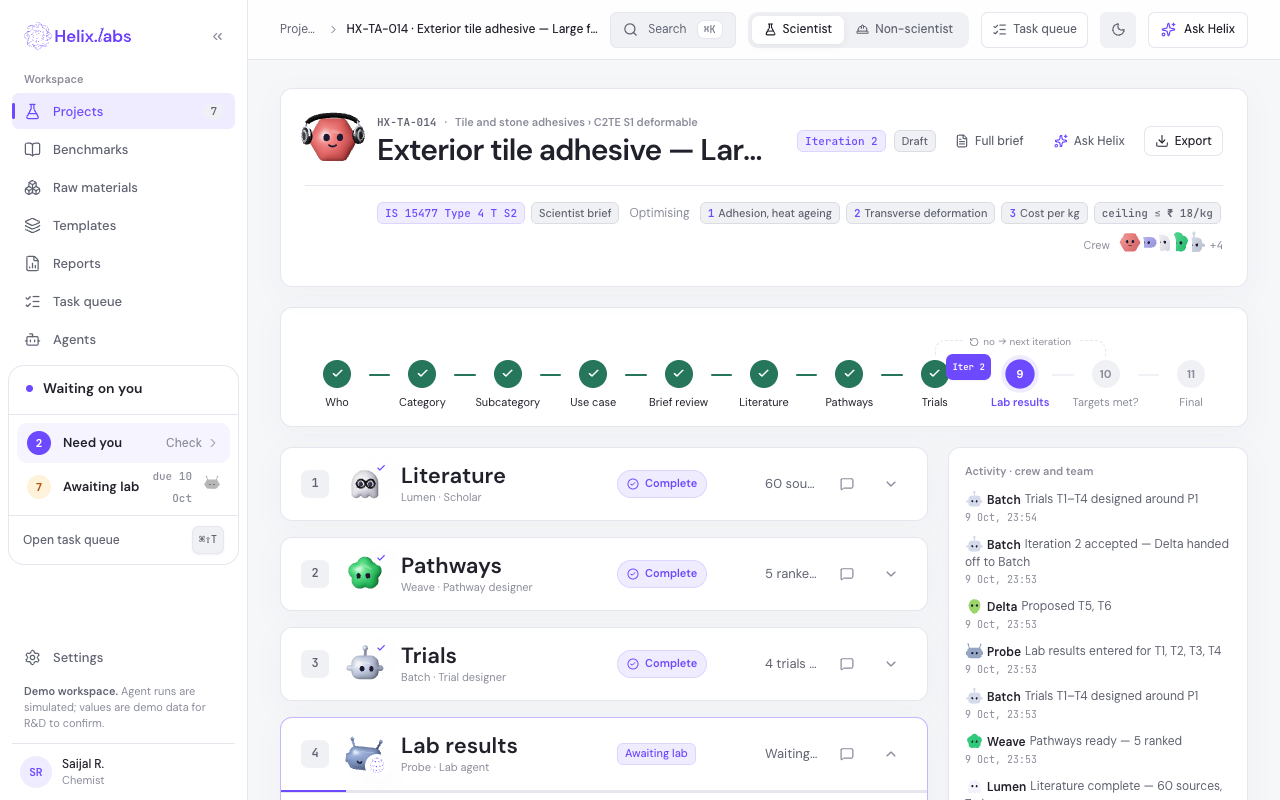 Helix.labs
Workspace
Projects 7
Benchmarks
Raw materials
Templates
Reports
Task queue
Agents
Waiting on you
2 Need you Check
7 Awaiting lab due 10 Oct
Open task queue ⌘⇧T
Settings
Demo workspace. Agent runs are
simulated; values are demo data for
R&D to confirm.
SR Saijal R.
Chemist
Proje… HX-TA-014 · Exterior tile adhesive — Large f…
Search ⌘K
Scientist Non-scientist
Task queue
Ask Helix
HX-TA-014 · Tile and stone adhesives › C2TE S1 deformable
Exterior tile adhesive — Lar…
Iteration 2 Draft Full brief Ask Helix Export
IS 15477 Type 4 T S2 Scientist brief Optimising 1 Adhesion, heat ageing 2 Transverse deformation 3 Cost per kg ceiling ≤ ₹ 18/kg
Crew +4
no → next iteration
Iter 2 9 10 11
Who Category Subcategory Use case Brief review Literature Pathways Trials Lab results Targets met? Final
1 Literature Complete 60 sou…
Lumen · Scholar
2 Pathways Complete 5 ranke…
Weave · Pathway designer
3 Trials Complete 4 trials …
Batch · Trial designer
4 Lab results Awaiting lab Waiting…
Probe · Lab agent
Activity · crew and team
Batch Trials T1–T4 designed around P1
9 Oct, 23:54
Batch Iteration 2 accepted — Delta handed
off to Batch
9 Oct, 23:53
Delta Proposed T5, T6
9 Oct, 23:53
Probe Lab results entered for T1, T2, T3, T4
9 Oct, 23:53
Batch Trials T1–T4 designed around P1
9 Oct, 23:53
Weave Pathways ready — 5 ranked
9 Oct, 23:53
Lumen Literature complete — 60 sources,